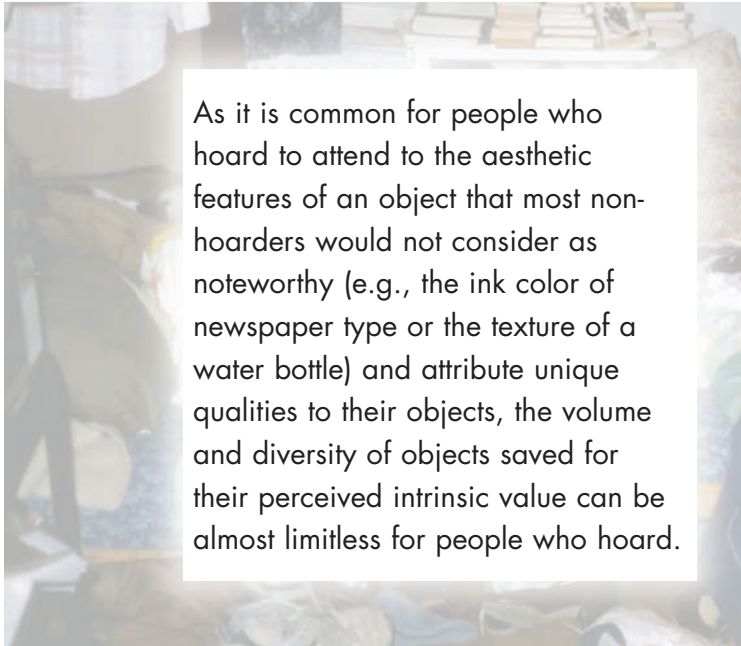 As it is common for people who
hoard to attend to the aesthetic
features of an object that most non-
hoarders would not consider as
noteworthy (e.g., the ink color of
newspaper type or the texture of a
water bottle) and attribute unique
qualities to their objects, the volume
and diversity of objects saved for
their perceived intrinsic value can be
almost limitless for people who hoard.